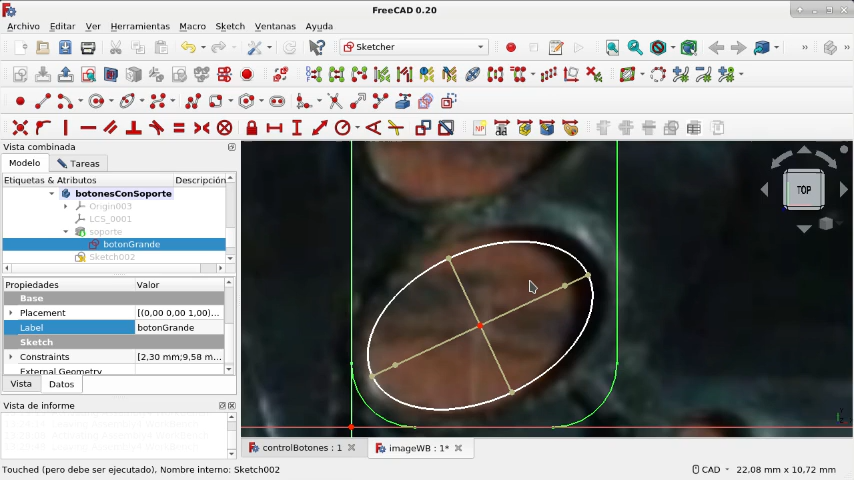 FreeCAD 0.20
Archivo Editar Ver Herramientas Macro Sketch Ventanas Ayuda
Sketcher
Vista combinada
Modelo Tareas
Etiquetas & Atributos Descripción
botonesConSoporte
Origin003
LCS_0001
soporte
botonGrande
Sketch002
Propiedades Valor
Base
Placement [(0,00 0,00 1,00)...
Label botonGrande
Sketch
Constraints [2,30 mm;9,58 m...
External Geometry
Vista Datos
Vista de informe
TOP
NP
controlBotones : 1 imageWB : 1*
Touched (pero debe ser ejecutado), Nombre interno: Sketch002 CAD 22.08 mm x 10,72 mm